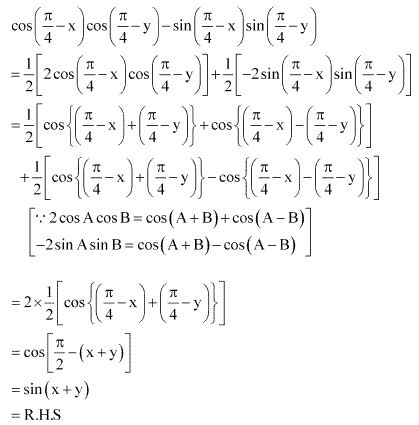 cos(π/4−x)cos(π/4−y)−sin(π/4−x)sin(π/4−y)
=1/2[2cos(π/4−x)cos(π/4−y)]+1/2[−2sin(π/4−x)sin(π/4−y)]
=1/2[cos{(π/4−x)+(π/4−y)}+cos{(π/4−x)−(π/4−y)}]
+1/2[cos{(π/4−x)+(π/4−y)}−cos{(π/4−x)−(π/4−y)}]
[∵ 2cos A cos B = cos(A+B)+cos(A−B)
−2sin A sin B = cos(A+B)−cos(A−B)]
=2×1/2[cos{(π/4−x)+(π/4−y)}]
=cos[π/2−(x+y)]
=sin(x+y)
=R.H.S